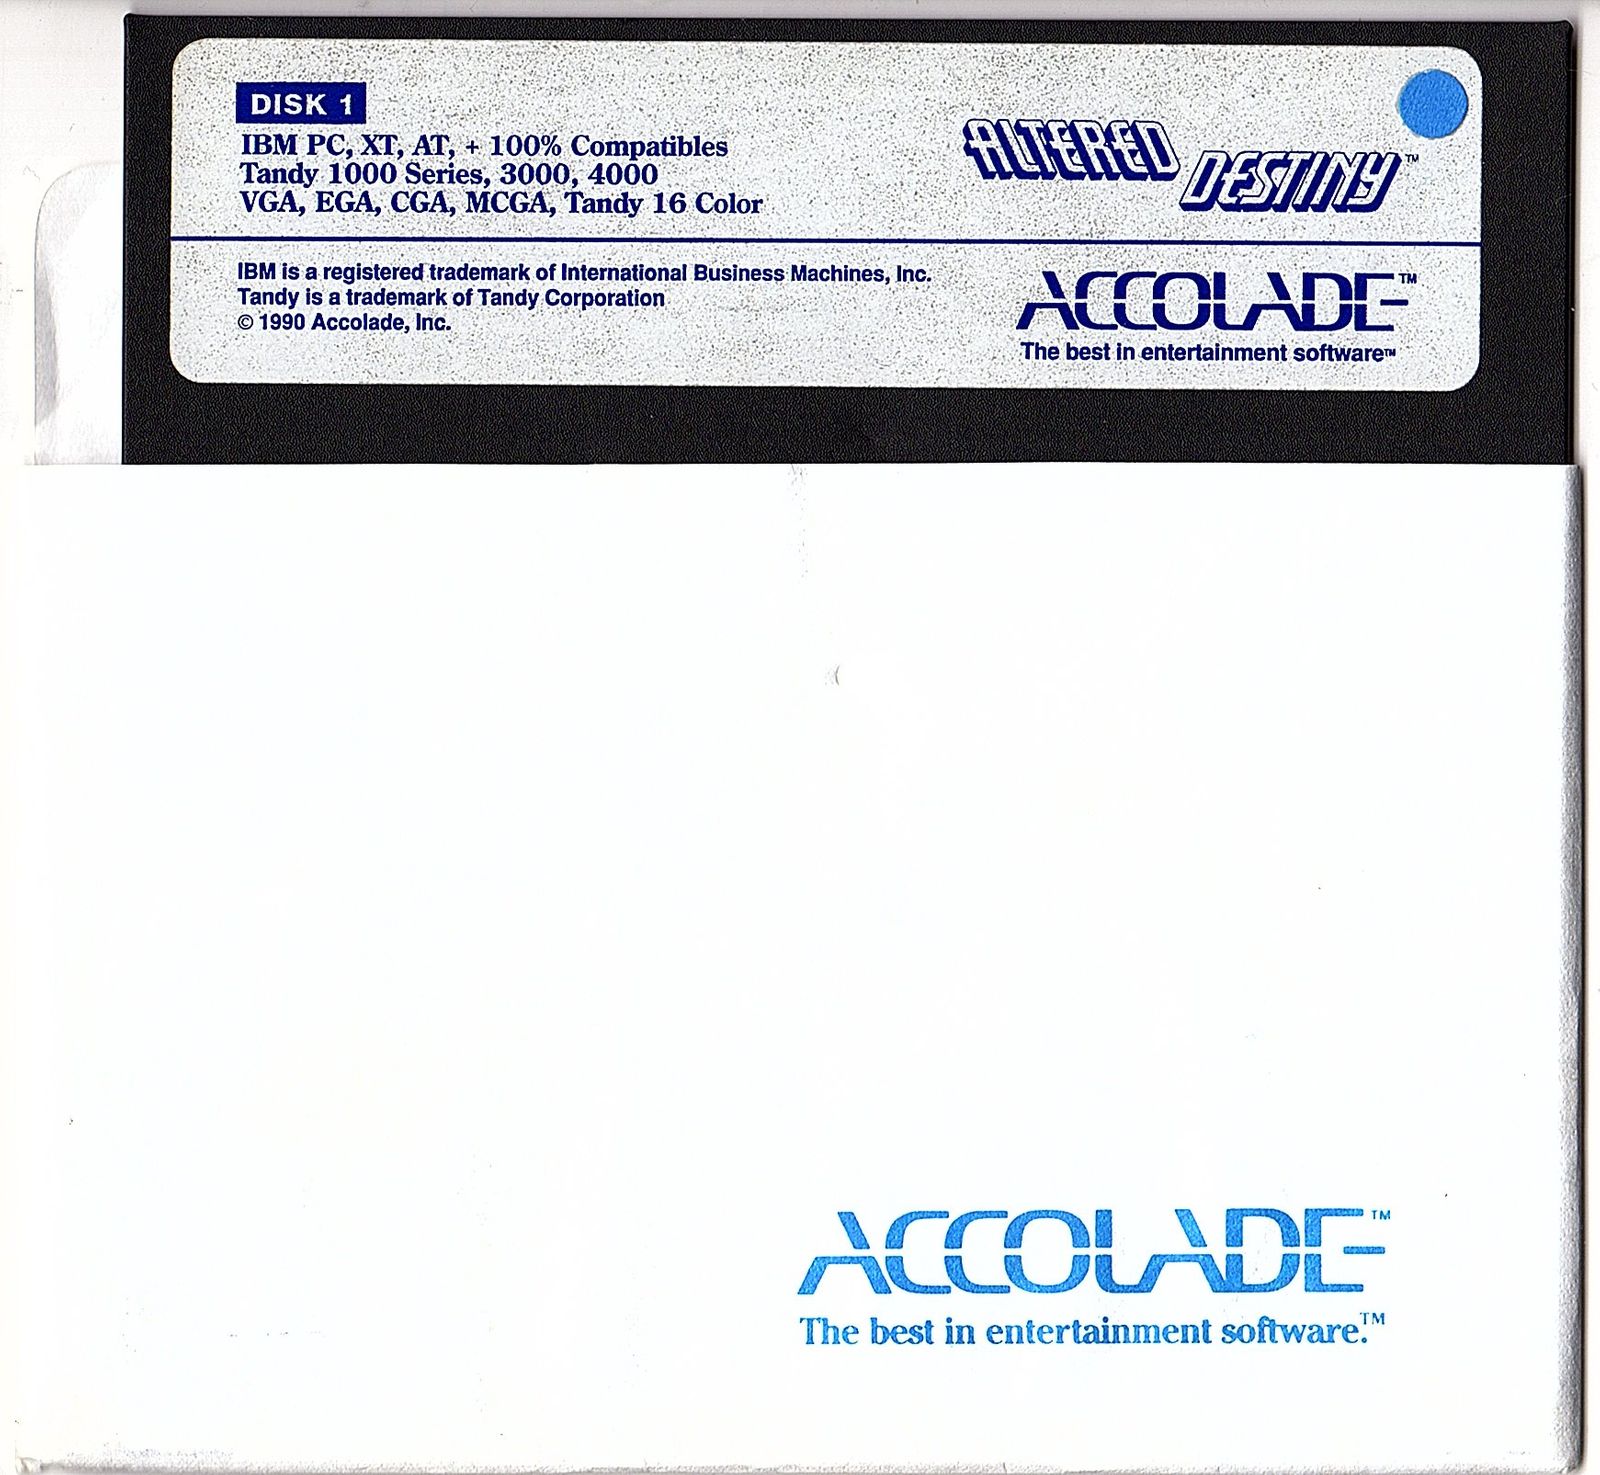 DISK 1
IBM PC, XT, AT, + 100% Compatibles
Tandy 1000 Series, 3000, 4000
VGA, EGA, CGA, MCGA, Tandy 16 Color
ALTERED DESTINY™
IBM is a registered trademark of International Business Machines, Inc.
Tandy is a trademark of Tandy Corporation
© 1990 Accolade, Inc.
ACCOLADE™
The best in entertainment software™
ACCOLADE™
The best in entertainment software.™